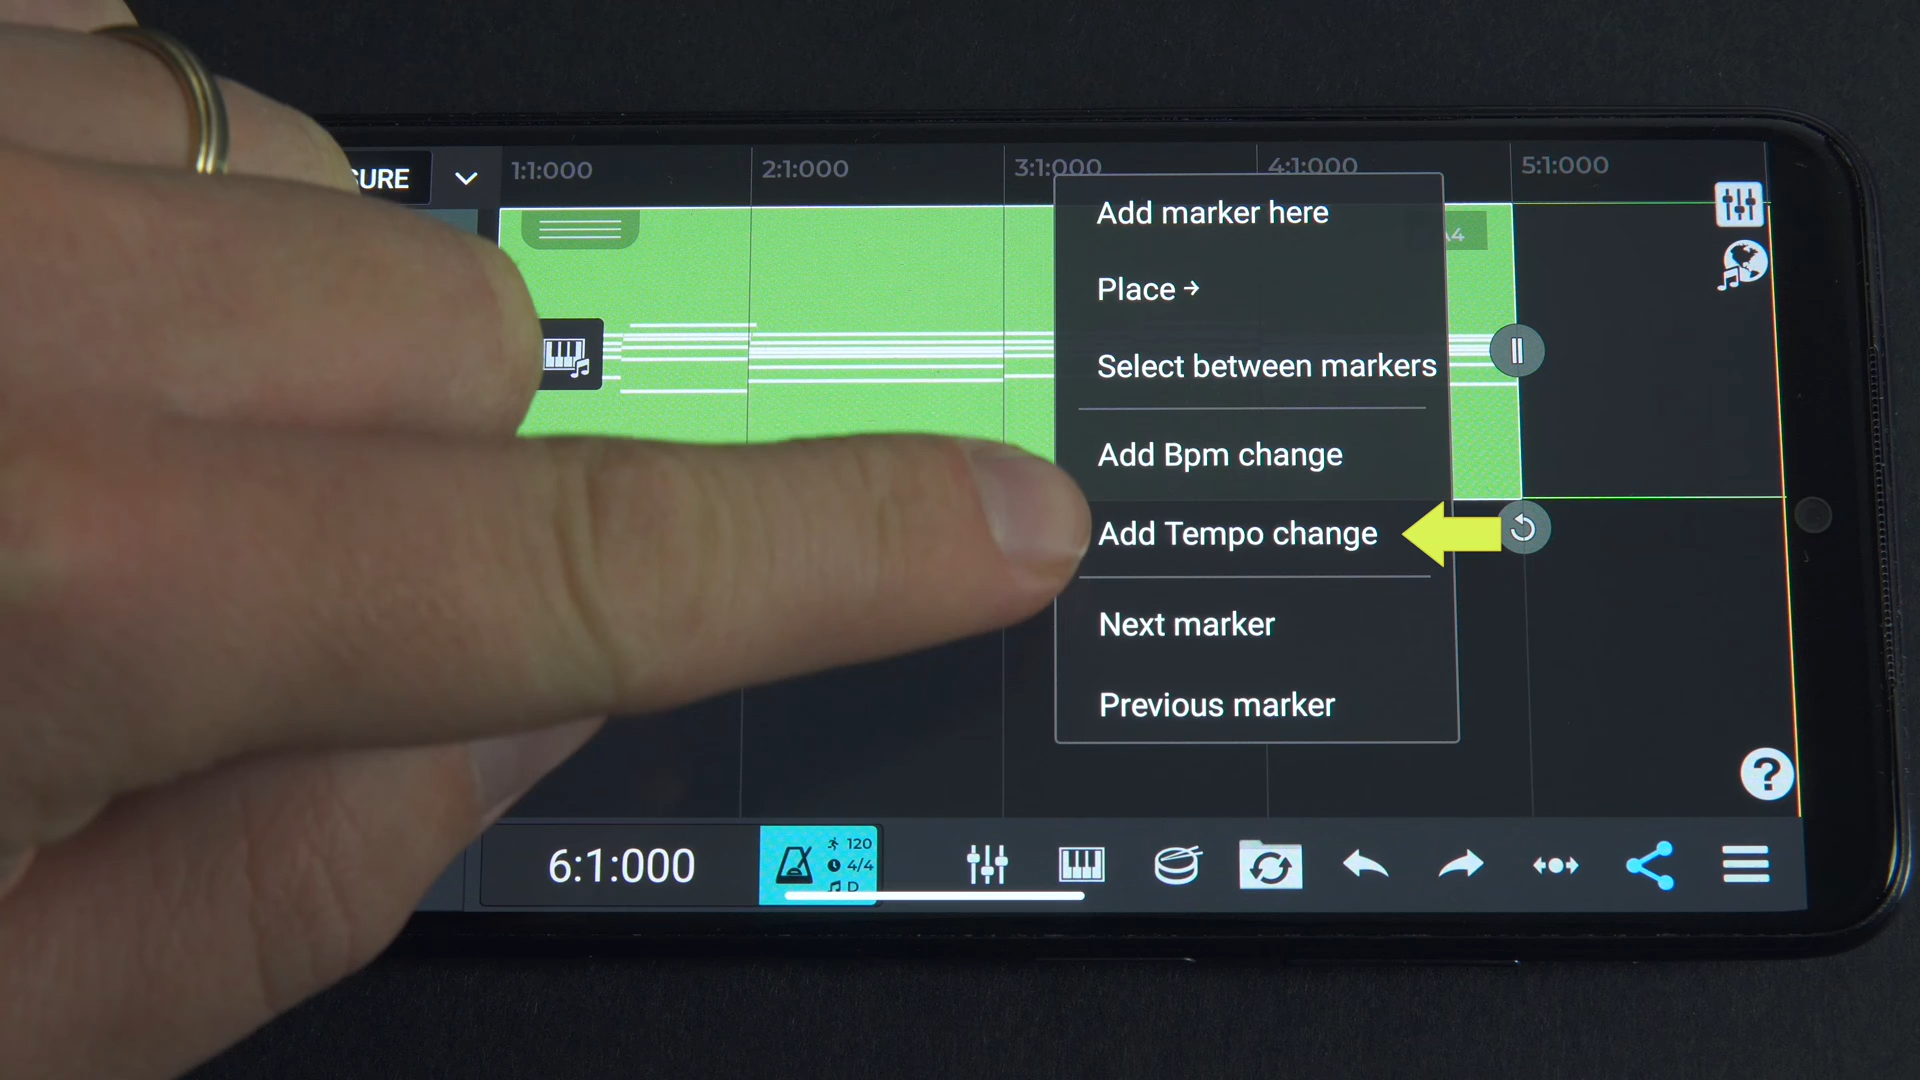 SURE
1:1:000
2:1:000
3:1:000
4:1:000
5:1:000
Add marker here
Place →
Select between markers
Add Bpm change
Add Tempo change
Next marker
Previous marker
?
6:1:000
120
4/4
D